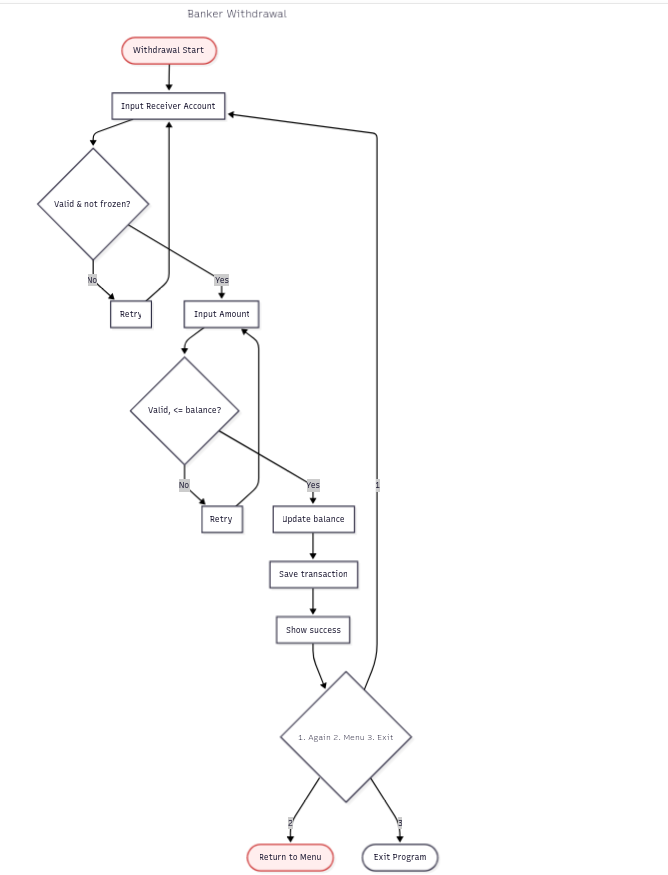 Banker Withdrawal
Withdrawal Start
Input Receiver Account
Valid & not frozen?
No
Yes
Retry
Input Amount
Valid, <= balance?
No
Yes
1
Retry
Update balance
Save transaction
Show success
1. Again 2. Menu 3. Exit
2
3
Return to Menu
Exit Program